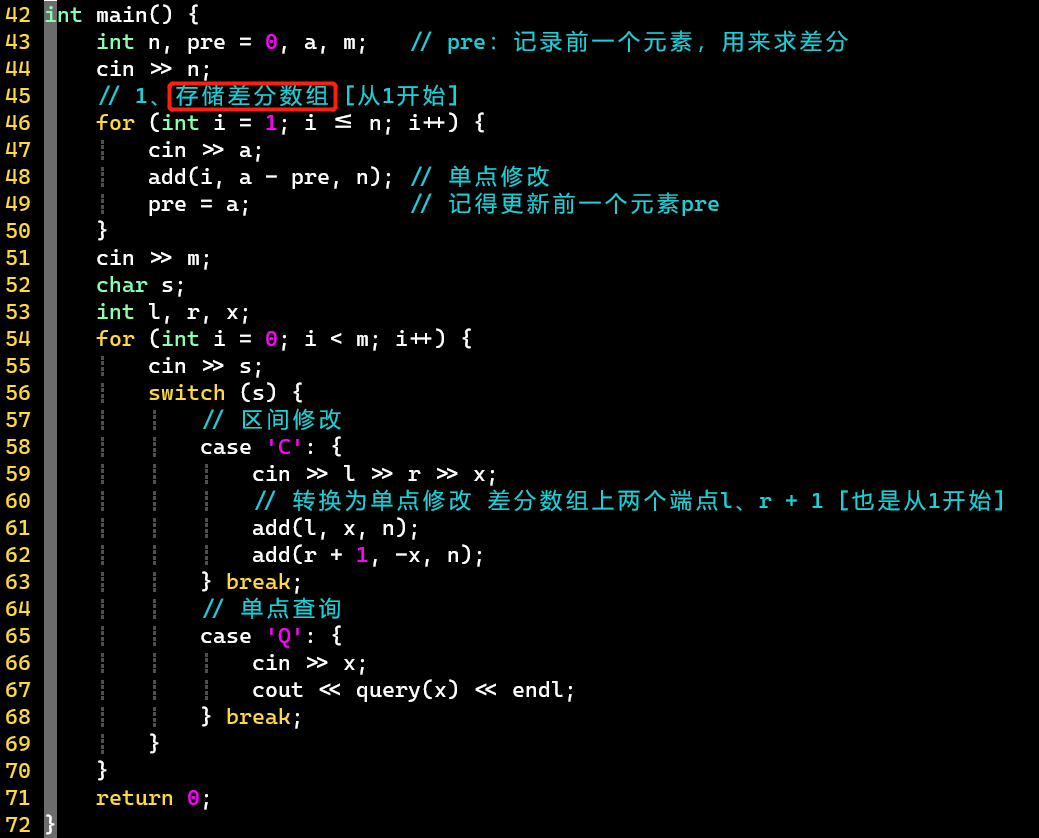 42 int main() {
43     int n, pre = 0, a, m;   // pre: 记录前一个元素，用来求差分
44     cin >> n;
45     // 1、存储差分数组 [从1开始]
46     for (int i = 1; i <= n; i++) {
47         cin >> a;
48         add(i, a - pre, n); // 单点修改
49         pre = a;            // 记得更新前一个元素pre
50     }
51     cin >> m;
52     char s;
53     int l, r, x;
54     for (int i = 0; i < m; i++) {
55         cin >> s;
56         switch (s) {
57             // 区间修改
58             case 'C': {
59                 cin >> l >> r >> x;
60                 // 转换为单点修改 差分数组上两个端点l、r + 1 [也是从1开始]
61                 add(l, x, n);
62                 add(r + 1, -x, n);
63             } break;
64             // 单点查询
65             case 'Q': {
66                 cin >> x;
67                 cout << query(x) << endl;
68             } break;
69         }
70     }
71     return 0;
72 }